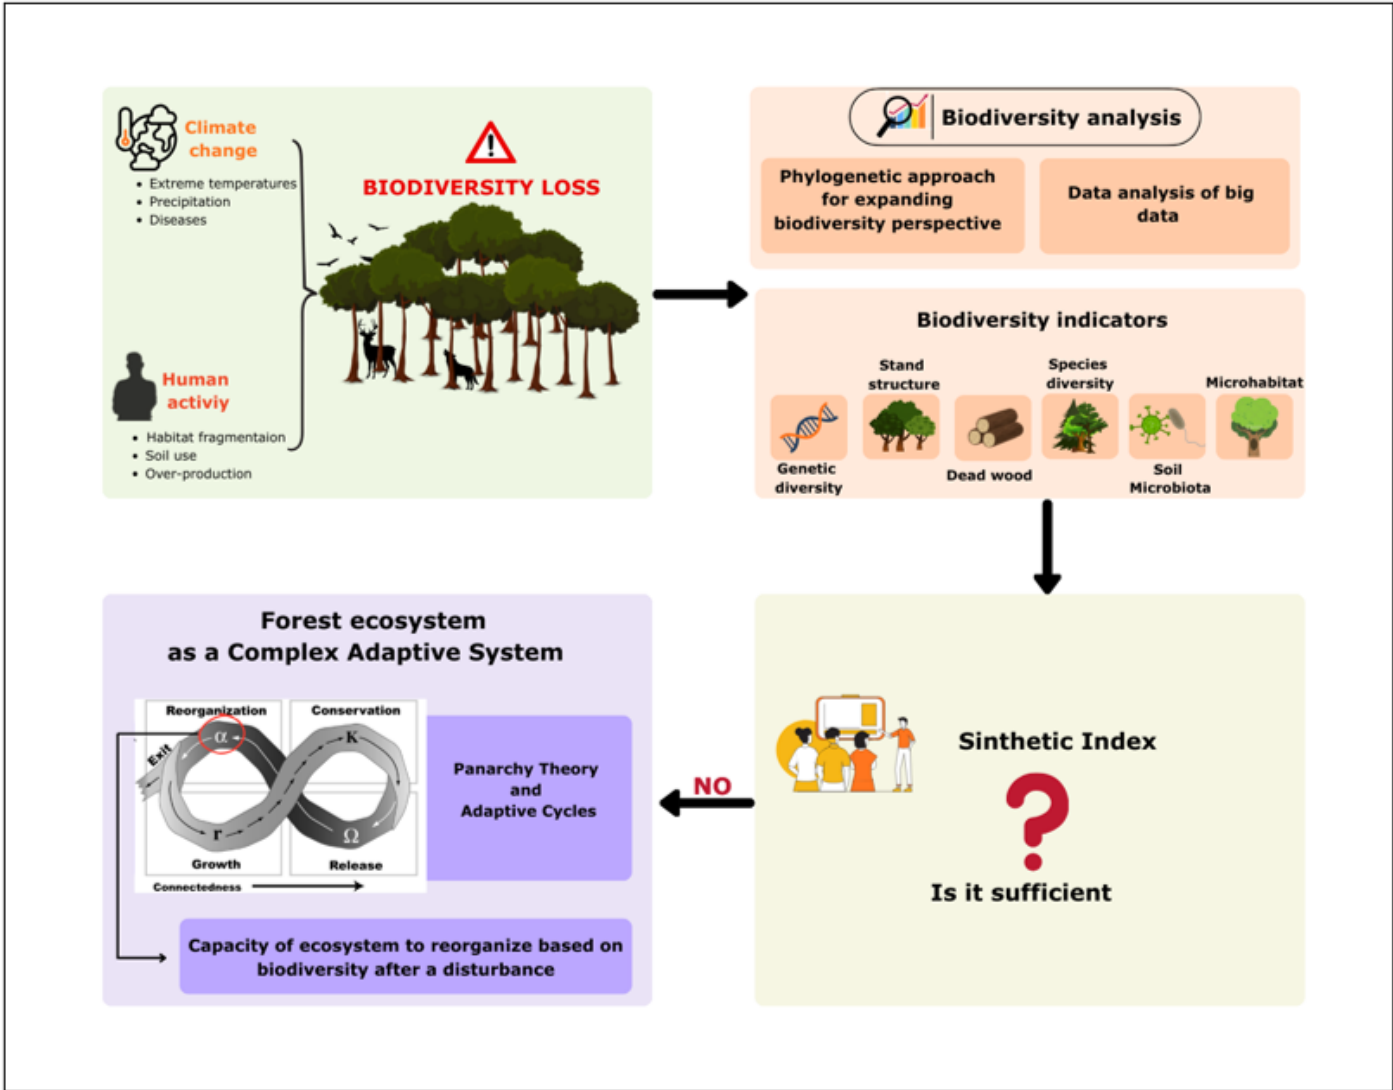 Climate
change
• Extreme temperatures
• Precipitation
• Diseases
BIODIVERSITY LOSS
Human
activiy
• Habitat fragmentaion
• Soil use
• Over-production
Biodiversity analysis
Phylogenetic approach
for expanding
biodiversity perspective
Data analysis of big
data
Biodiversity indicators
Genetic
diversity
Stand
structure
Dead wood
Species
diversity
Soil
Microbiota
Microhabitat
Sinthetic Index
?
Is it sufficient
NO
Forest ecosystem
as a Complex Adaptive System
Reorganization
Conservation
α
K
Exit
r
Ω
Growth
Release
Connectedness
Panarchy Theory
and
Adaptive Cycles
Capacity of ecosystem to reorganize based on
biodiversity after a disturbance